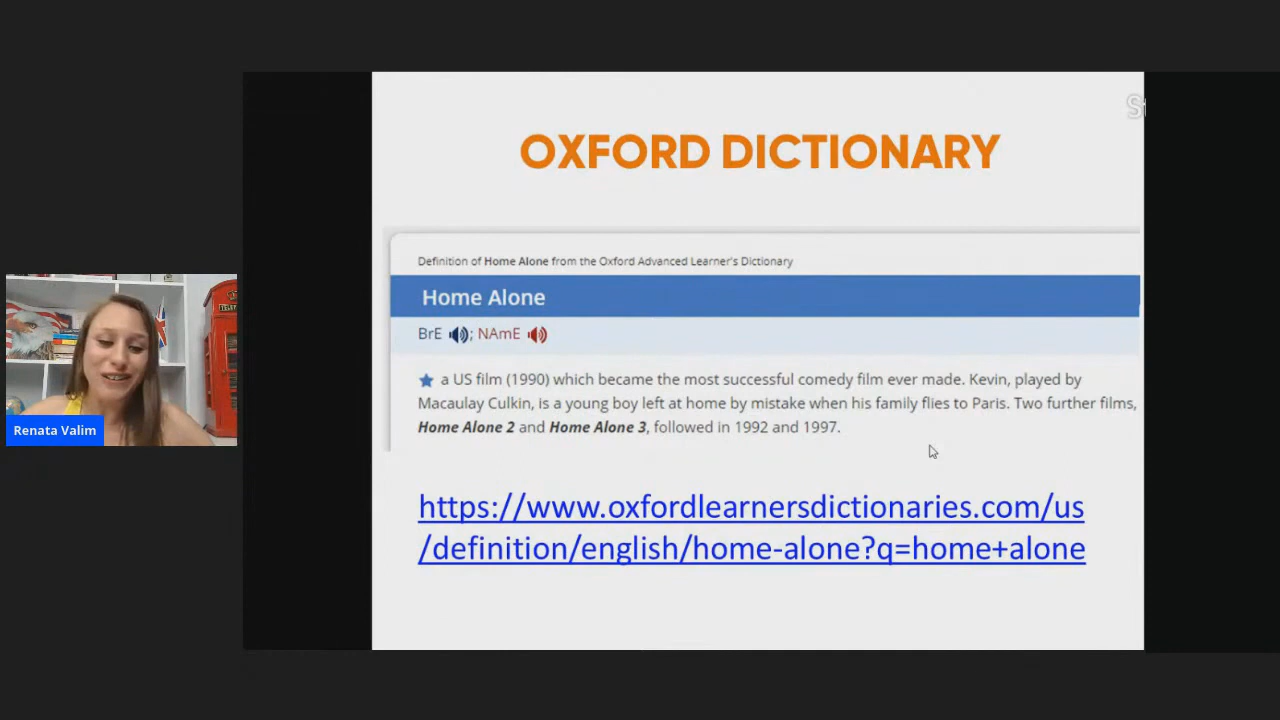 OXFORD DICTIONARY
Definition of Home Alone from the Oxford Advanced Learner's Dictionary
Home Alone
BrE ; NAmE
a US film (1990) which became the most successful comedy film ever made. Kevin, played by
Macaulay Culkin, is a young boy left at home by mistake when his family flies to Paris. Two further films,
Home Alone 2 and Home Alone 3, followed in 1992 and 1997.
https://www.oxfordlearnersdictionaries.com/us
/definition/english/home-alone?q=home+alone
Renata Valim